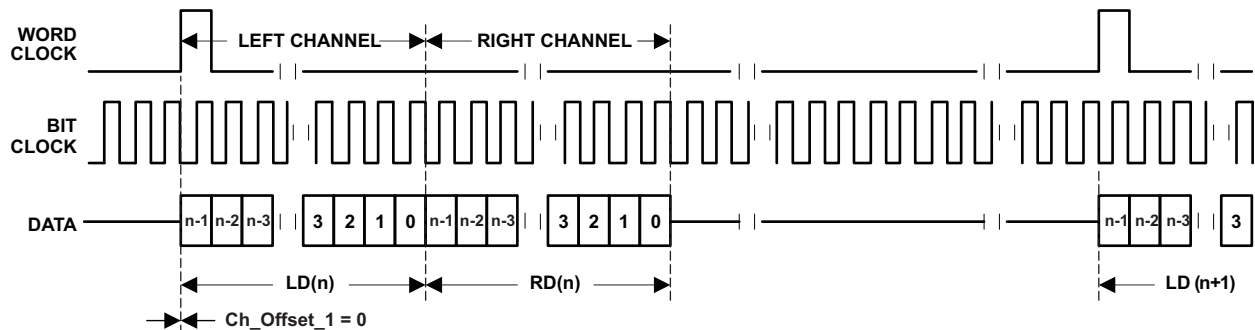 WORD
CLOCK
LEFT CHANNEL
RIGHT CHANNEL
BIT
CLOCK
DATA
n-1 n-2 n-3 3 2 1 0 n-1 n-2 n-3 3 2 1 0 n-1 n-2 n-3 3
LD(n) RD(n) LD (n+1)
Ch_Offset_1 = 0